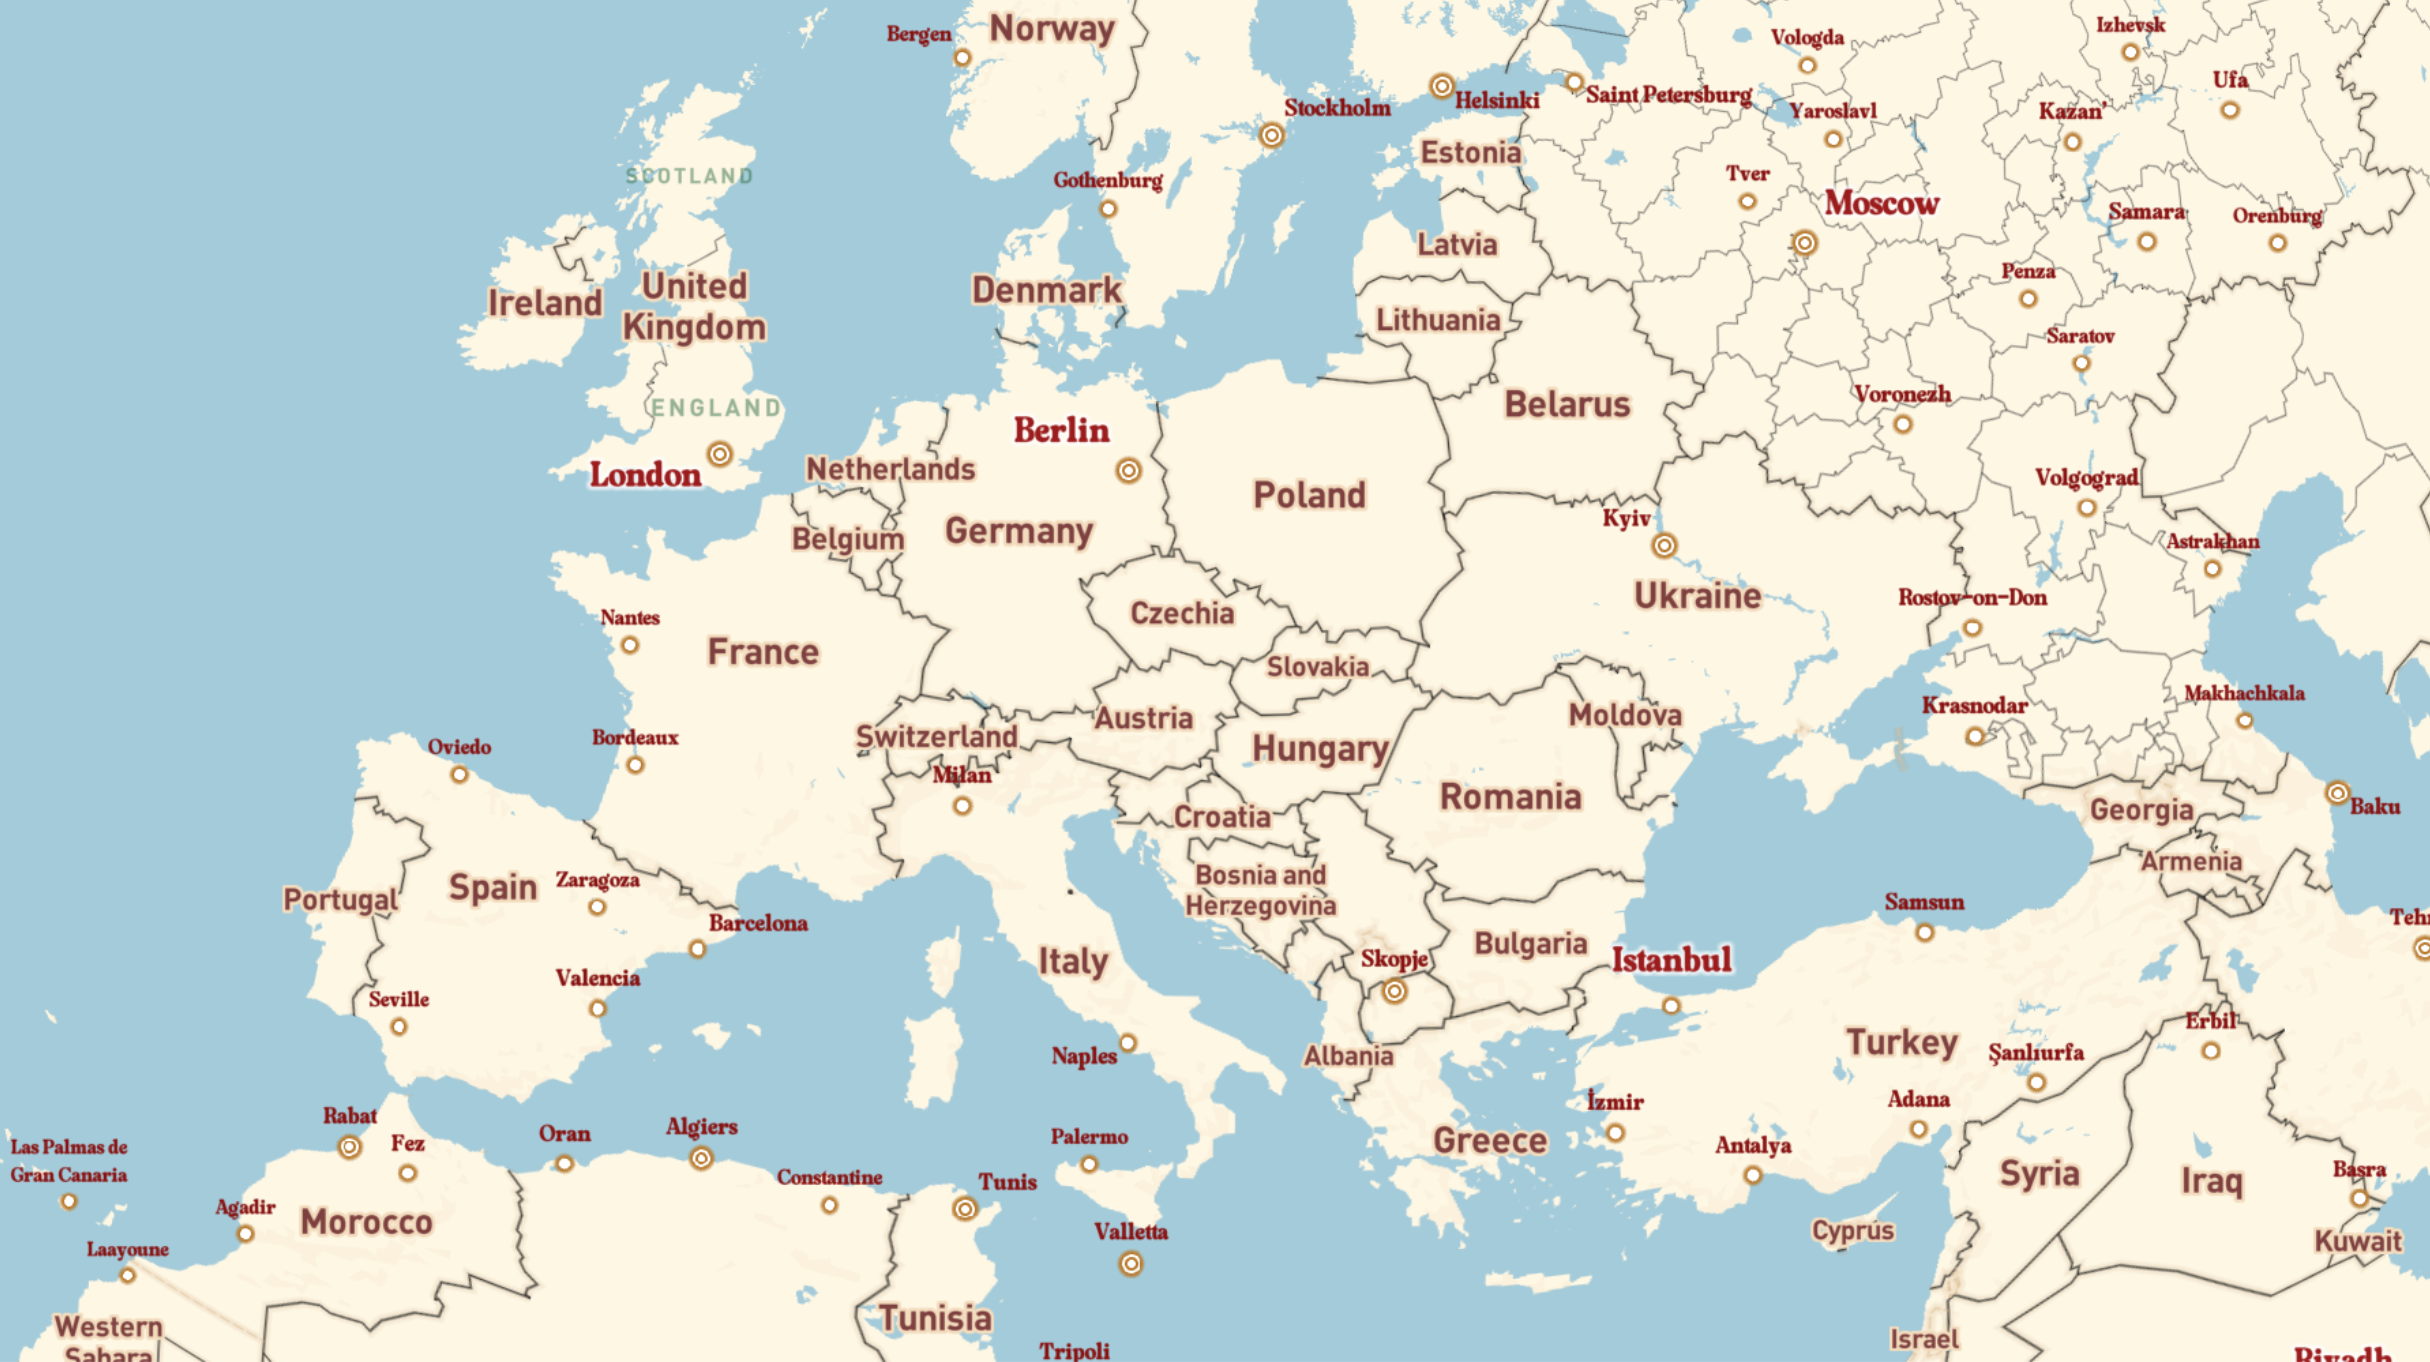 Norway
Bergen
Izhevsk
Vologda
Ufa
Helsinki
Saint Petersburg
Stockholm
Yaroslavl
Kazan’
Estonia
SCOTLAND
Gothenburg
Tver
Moscow
Samara
Orenburg
Latvia
Penza
United
Kingdom
Ireland
Denmark
Lithuania
Saratov
Voronezh
Belarus
ENGLAND
Berlin
London
Netherlands
Volgograd
Poland
Kyiv
Germany
Belgium
Astrakhan
Ukraine
Rostov-on-Don
Czechia
Nantes
France
Slovakia
Makhachkala
Krasnodar
Moldova
Austria
Switzerland
Bordeaux
Oviedo
Hungary
Milan
Romania
Baku
Georgia
Croatia
Armenia
Bosnia and
Herzegovina
Zaragoza
Spain
Portugal
Samsun
Tehr
Barcelona
Bulgaria
Skopje
Istanbul
Italy
Valencia
Seville
Erbil
Turkey
Şanlıurfa
Albania
Naples
Adana
İzmir
Rabat
Fez
Oran
Algiers
Palermo
Greece
Antalya
Las Palmas de
Gran Canaria
Constantine
Tunis
Syria
Iraq
Basra
Agadir
Morocco
Valletta
Cyprus
Kuwait
Laayoune
Tunisia
Western
Sahara
Tripoli
Israel
Riyadh